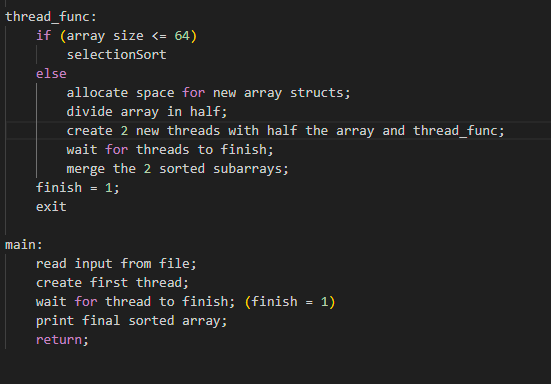 thread_func:
if (array size <= 64)
selectionSort
else
allocate space for new array structs;
divide array in half;
create 2 new threads with half the array and thread_func;
wait for threads to finish;
merge the 2 sorted subarrays;
finish = 1;
exit
main:
read input from file;
create first thread;
wait for thread to finish; (finish = 1)
print final sorted array;
return;